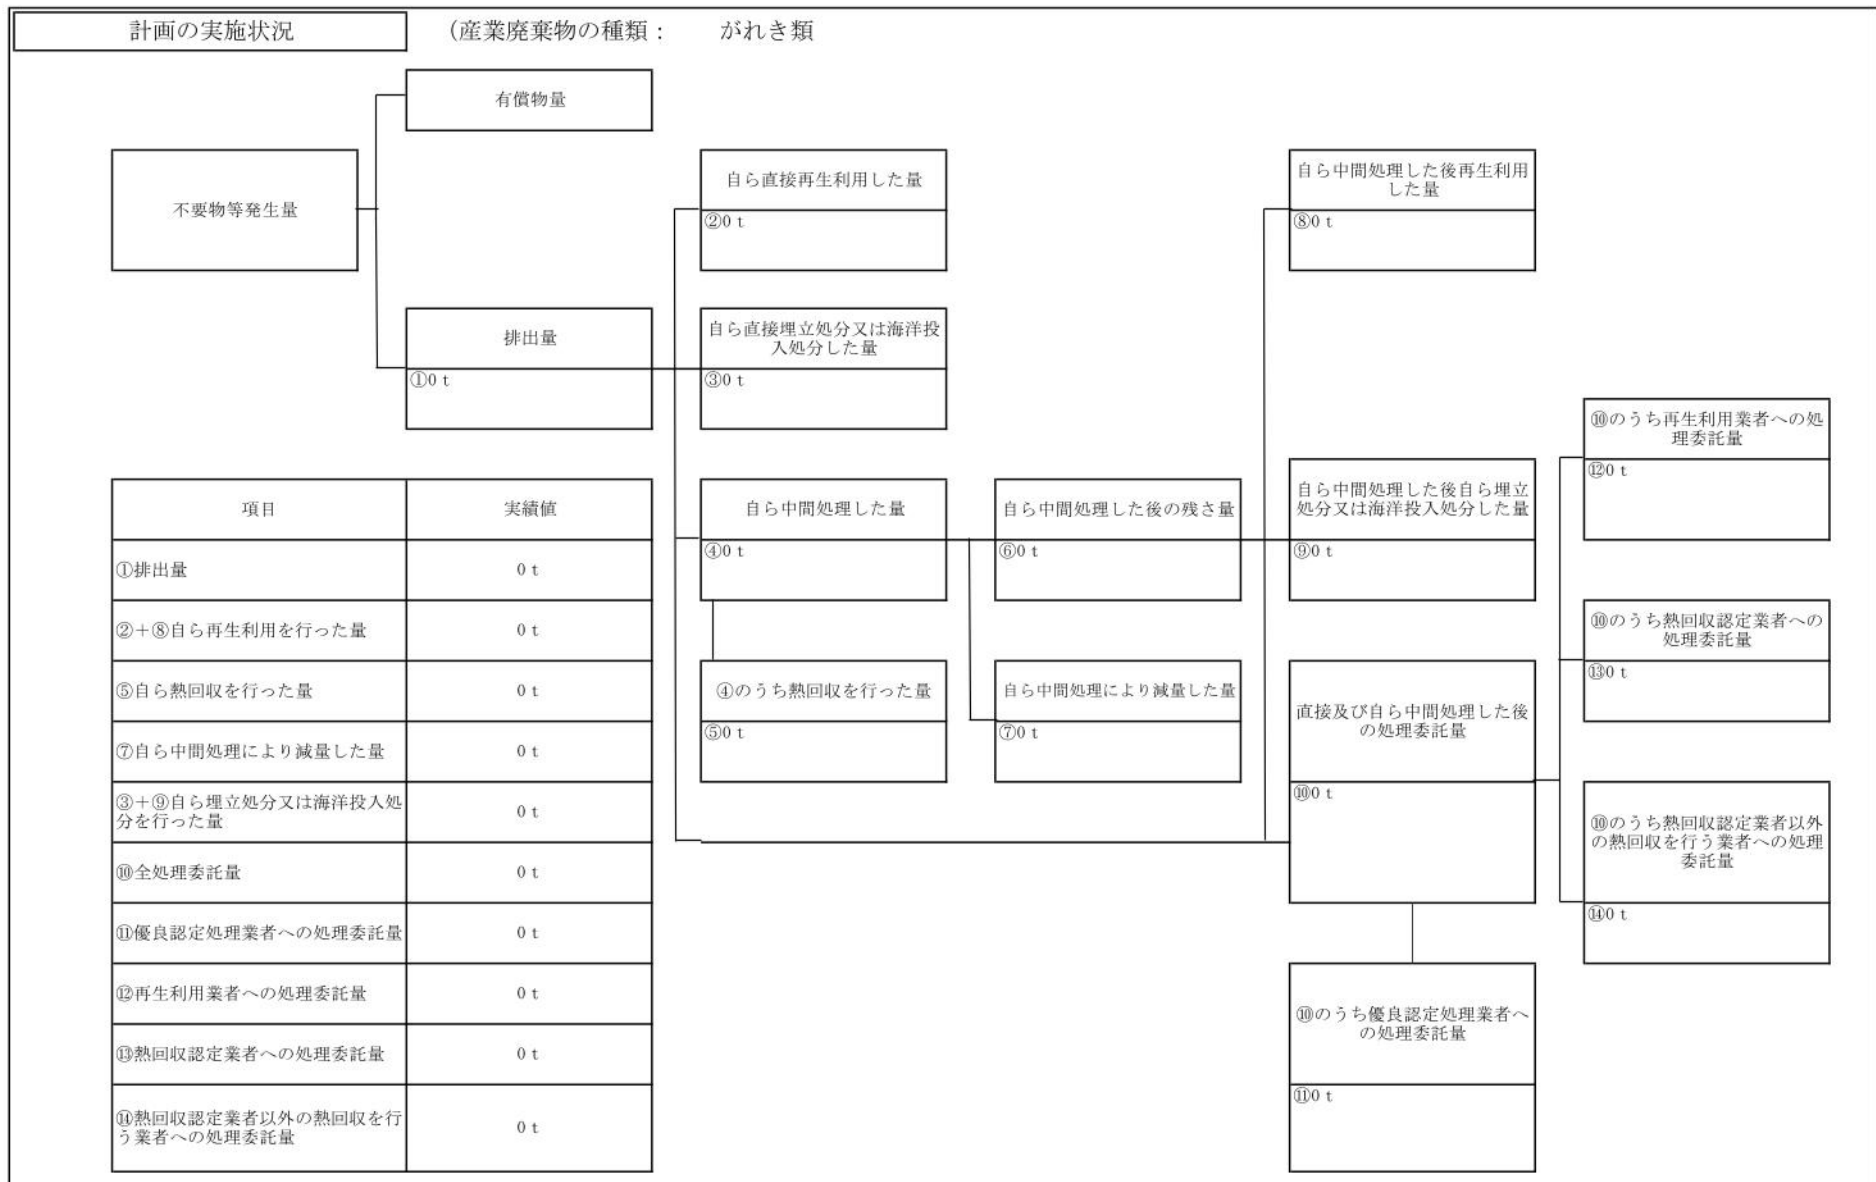 計画の実施状況
(産業廃棄物の種類： がれき類
有償物量
不要物等発生量
自ら直接再生利用した量
②0 t
自ら中間処理した後再生利用
した量
⑧0 t
排出量
①0 t
自ら直接埋立処分又は海洋投
入処分した量
③0 t
⑩のうち再生利用業者への処
理委託量
⑫0 t
自ら中間処理した量
④0 t
自ら中間処理した後の残さ量
⑥0 t
自ら中間処理した後自ら埋立
処分又は海洋投入処分した量
⑨0 t
⑩のうち熱回収認定業者への
処理委託量
⑬0 t
④のうち熱回収を行った量
⑤0 t
自ら中間処理により減量した量
⑦0 t
直接及び自ら中間処理した後
の処理委託量
⑩0 t
⑩のうち熱回収認定業者以外
の熱回収を行う業者への処理
委託量
⑭0 t
⑩のうち優良認定処理業者へ
の処理委託量
⑪0 t
項目 実績値
①排出量 0 t
②＋⑧自ら再生利用を行った量 0 t
⑤自ら熱回収を行った量 0 t
⑦自ら中間処理により減量した量 0 t
③＋⑨自ら埋立処分又は海洋投入処
分を行った量 0 t
⑩全処理委託量 0 t
⑪優良認定処理業者への処理委託量 0 t
⑫再生利用業者への処理委託量 0 t
⑬熱回収認定業者への処理委託量 0 t
⑭熱回収認定業者以外の熱回収を行
う業者への処理委託量 0 t